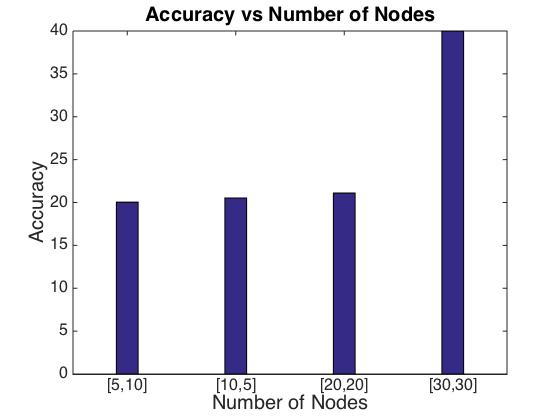 Accuracy vs Number of Nodes
40
35
30
25
20
15
10
5
0
Accuracy
[5,10] [10,5] [20,20] [30,30]
Number of Nodes